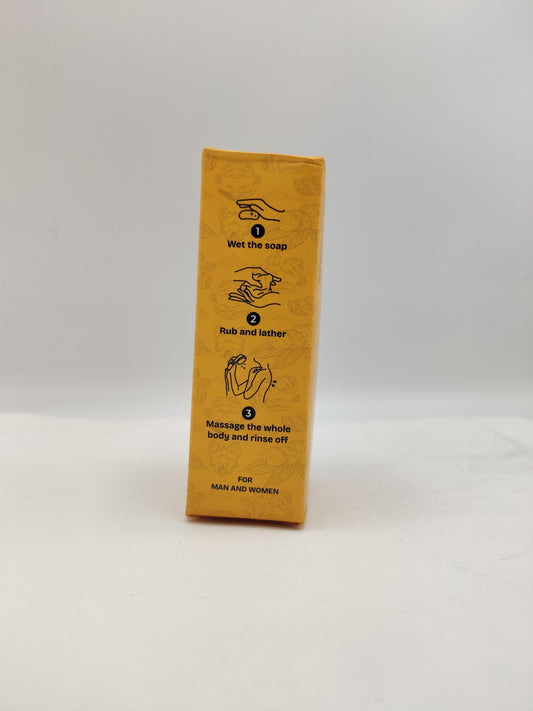 1
Wet the soap
2
Rub and lather
3
Massage the whole
body and rinse off
FOR
MAN AND WOMEN